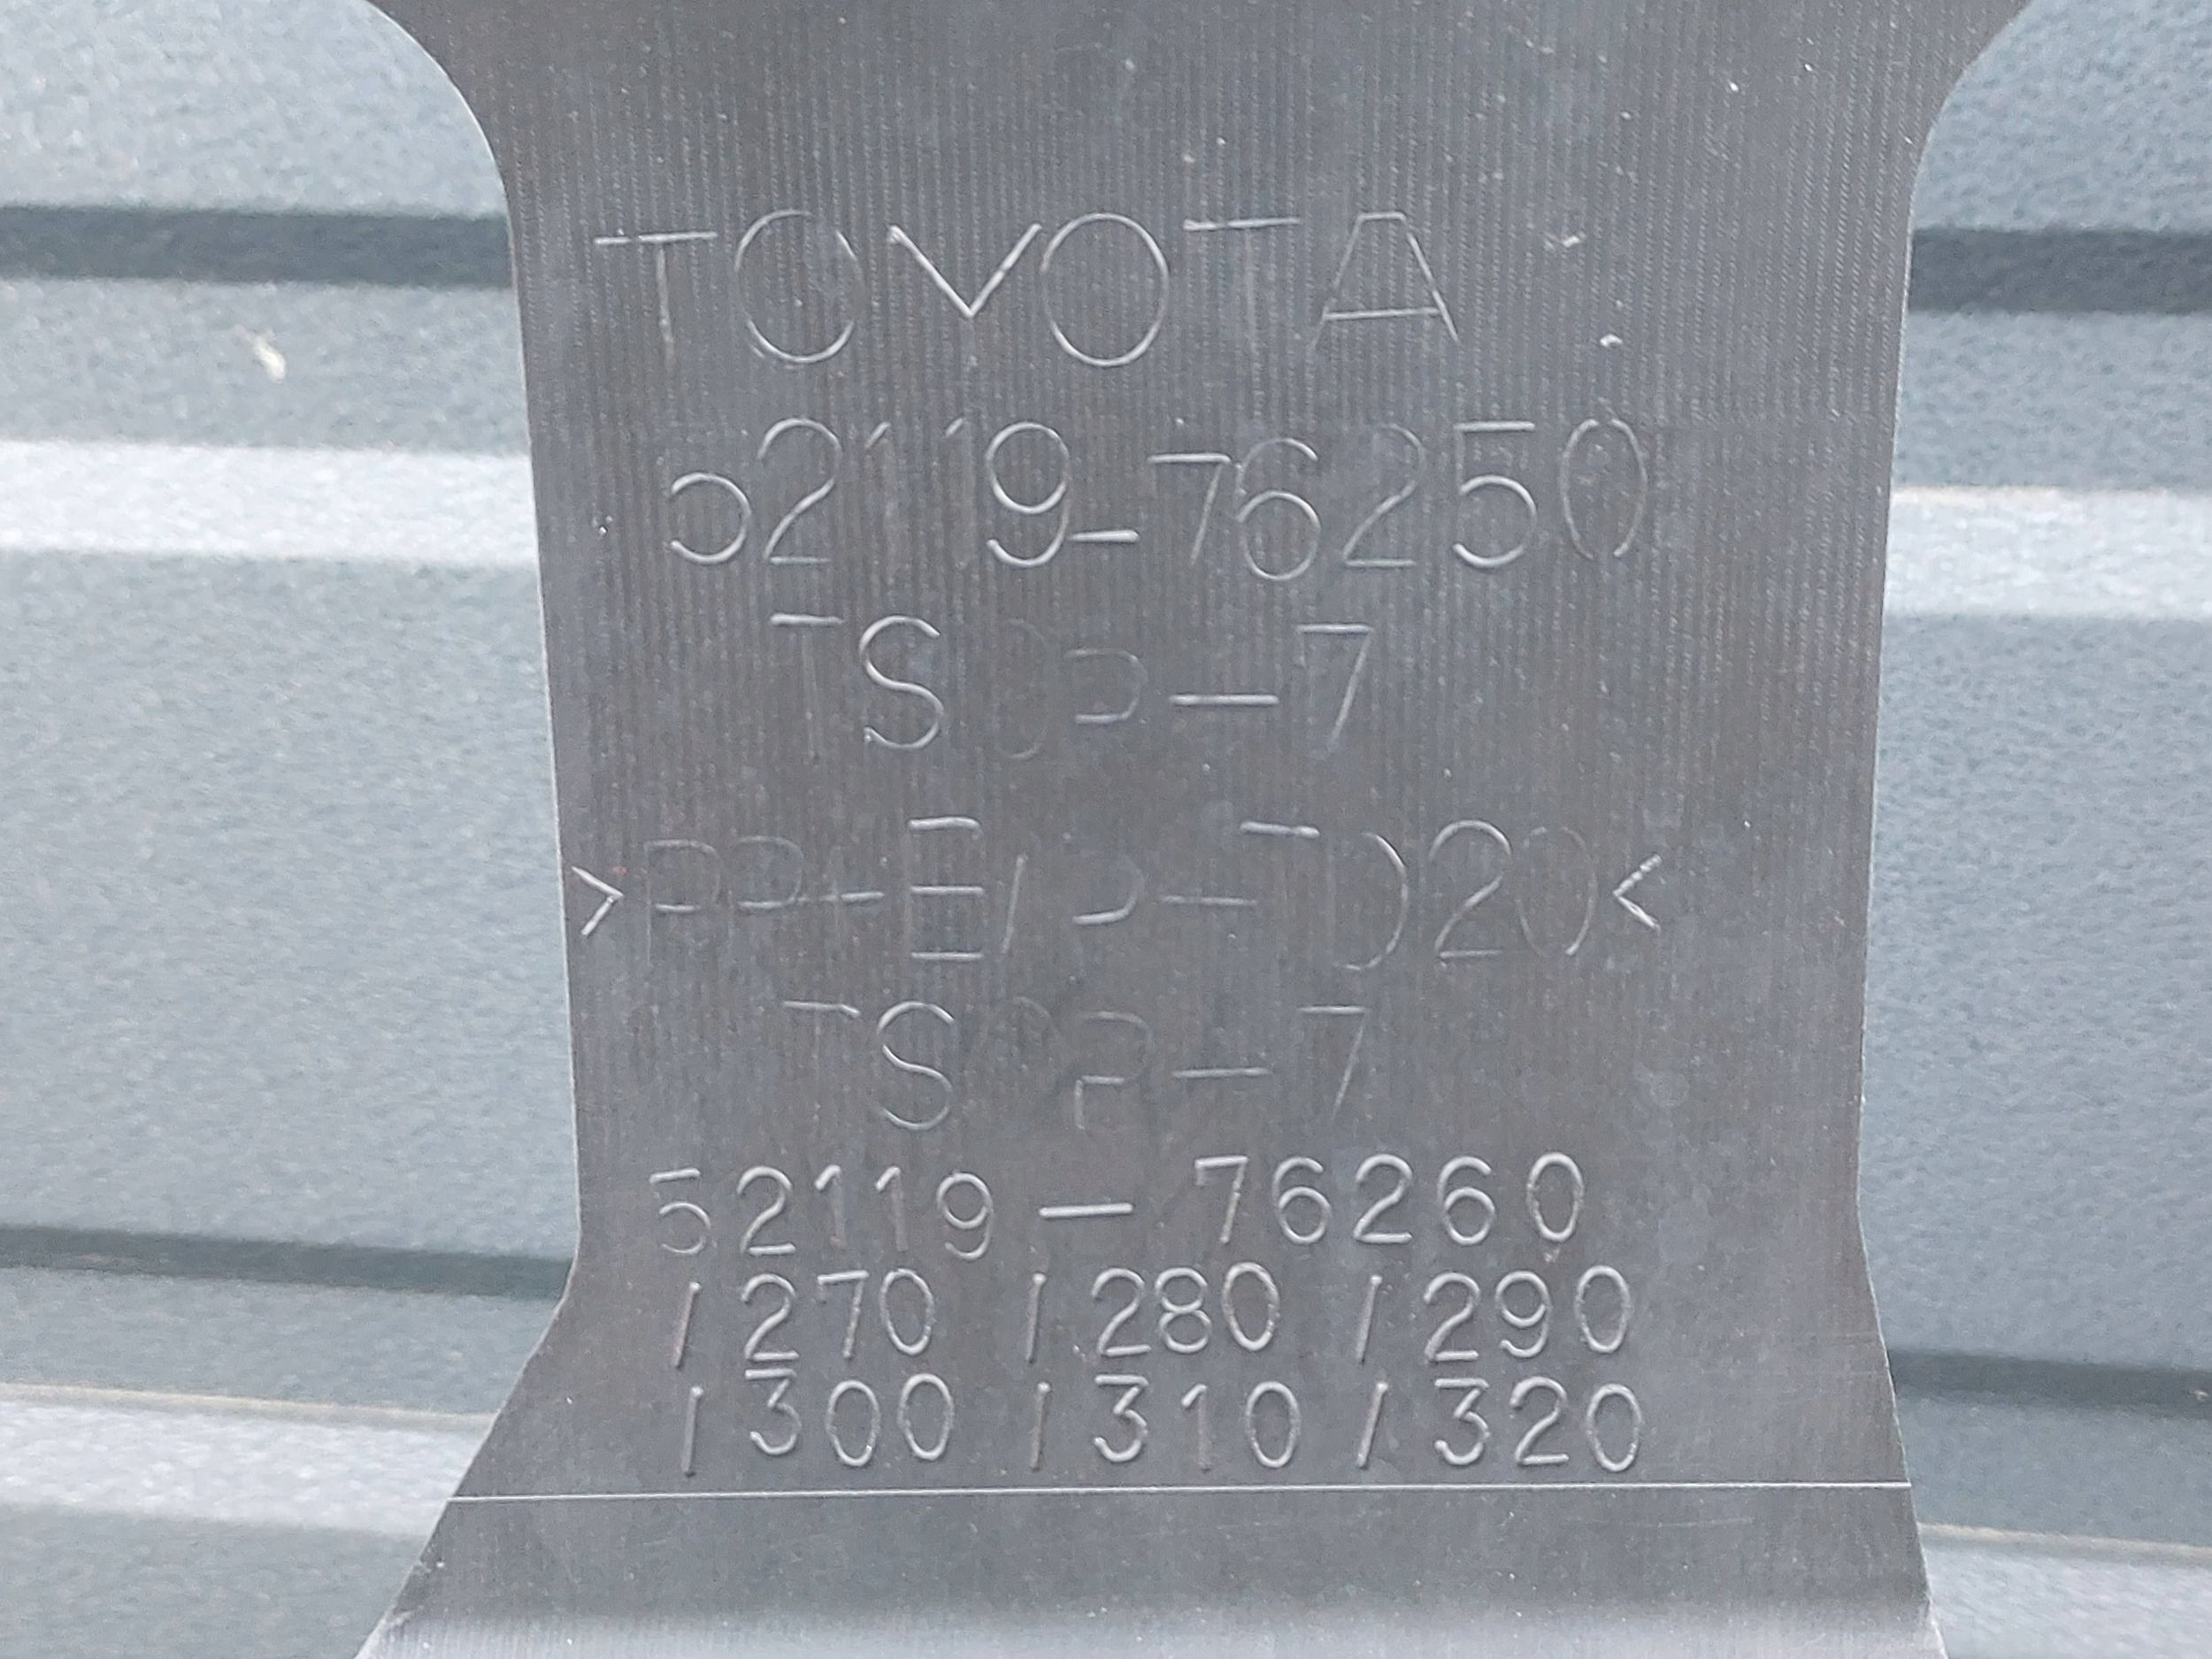 TOYOTA
52119-76250
TSOP-7
>PP+E/P-TD20<
TSOP-7
52119-76260
/270 /280 /290
/300 /310 /320